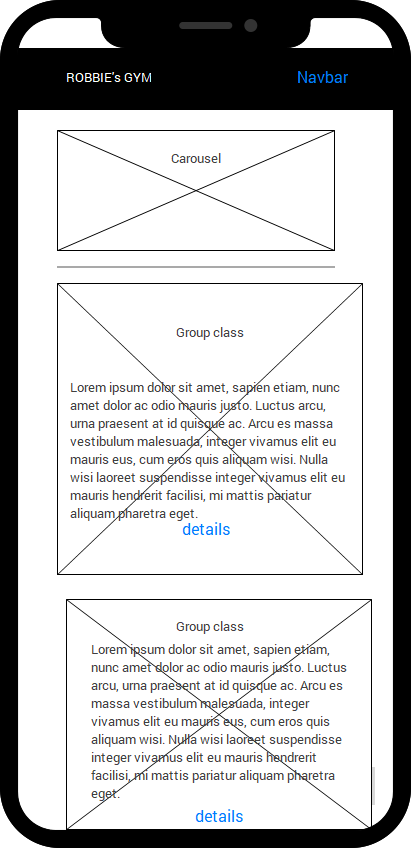 ROBBIE's GYM
Navbar
Carousel
Group class
Lorem ipsum dolor sit amet, sapien etiam, nunc
amet dolor ac odio mauris justo. Luctus arcu,
urna praesent at id quisque ac. Arcu es massa
vestibulum malesuada, integer vivamus elit eu
mauris eus, cum eros quis aliquam wisi. Nulla
wisi laoreet suspendisse integer vivamus elit eu
mauris hendrerit facilisi, mi mattis pariatur
aliquam pharetra eget.
details
Group class
Lorem ipsum dolor sit amet, sapien etiam,
nunc amet dolor ac odio mauris justo. Luctus
arcu, urna praesent at id quisque ac. Arcu es
massa vestibulum malesuada, integer
vivamus elit eu mauris eus, cum eros quis
aliquam wisi. Nulla wisi laoreet suspendisse
integer vivamus elit eu mauris hendrerit
facilisi, mi mattis pariatur aliquam pharetra
eget.
details